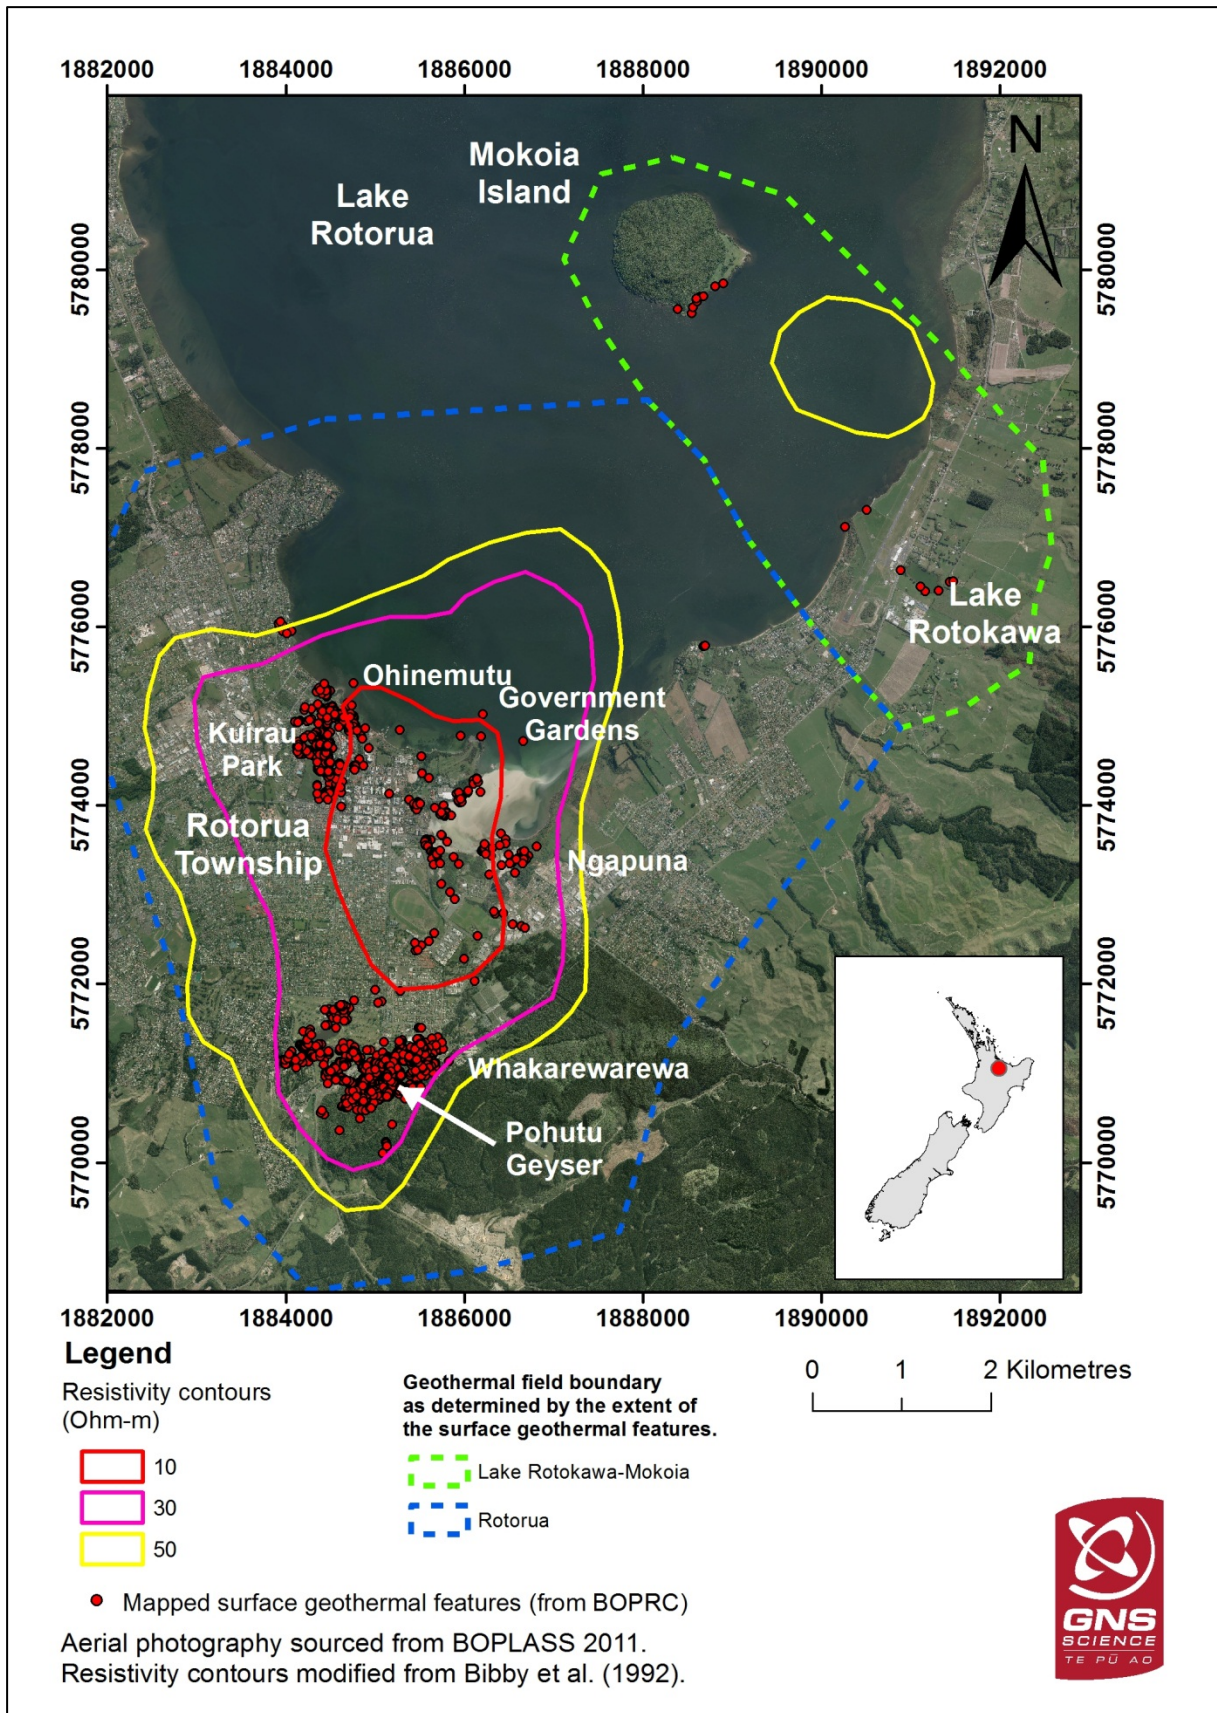 1882000 1884000 1886000 1888000 1890000 1892000
N
Mokoia
Island
Lake
Rotorua
5780000
5780000
5778000
5778000
5776000
5776000
Lake
Rotokawa
Ohinemutu
Government
Gardens
Kuirau
Park
5774000
5774000
Rotorua
Township
Ngapuna
5772000
5772000
Whakarewarewa
Pohutu
Geyser
5770000
5770000
1882000 1884000 1886000 1888000 1890000 1892000
Legend
Resistivity contours
(Ohm-m)
10
30
50
Geothermal field boundary
as determined by the extent of
the surface geothermal features.
Lake Rotokawa-Mokoia
Rotorua
0 1 2 Kilometres
Mapped surface geothermal features (from BOPRC)
Aerial photography sourced from BOPLASS 2011.
Resistivity contours modified from Bibby et al. (1992).
GNS
SCIENCE
TE PŪ AO